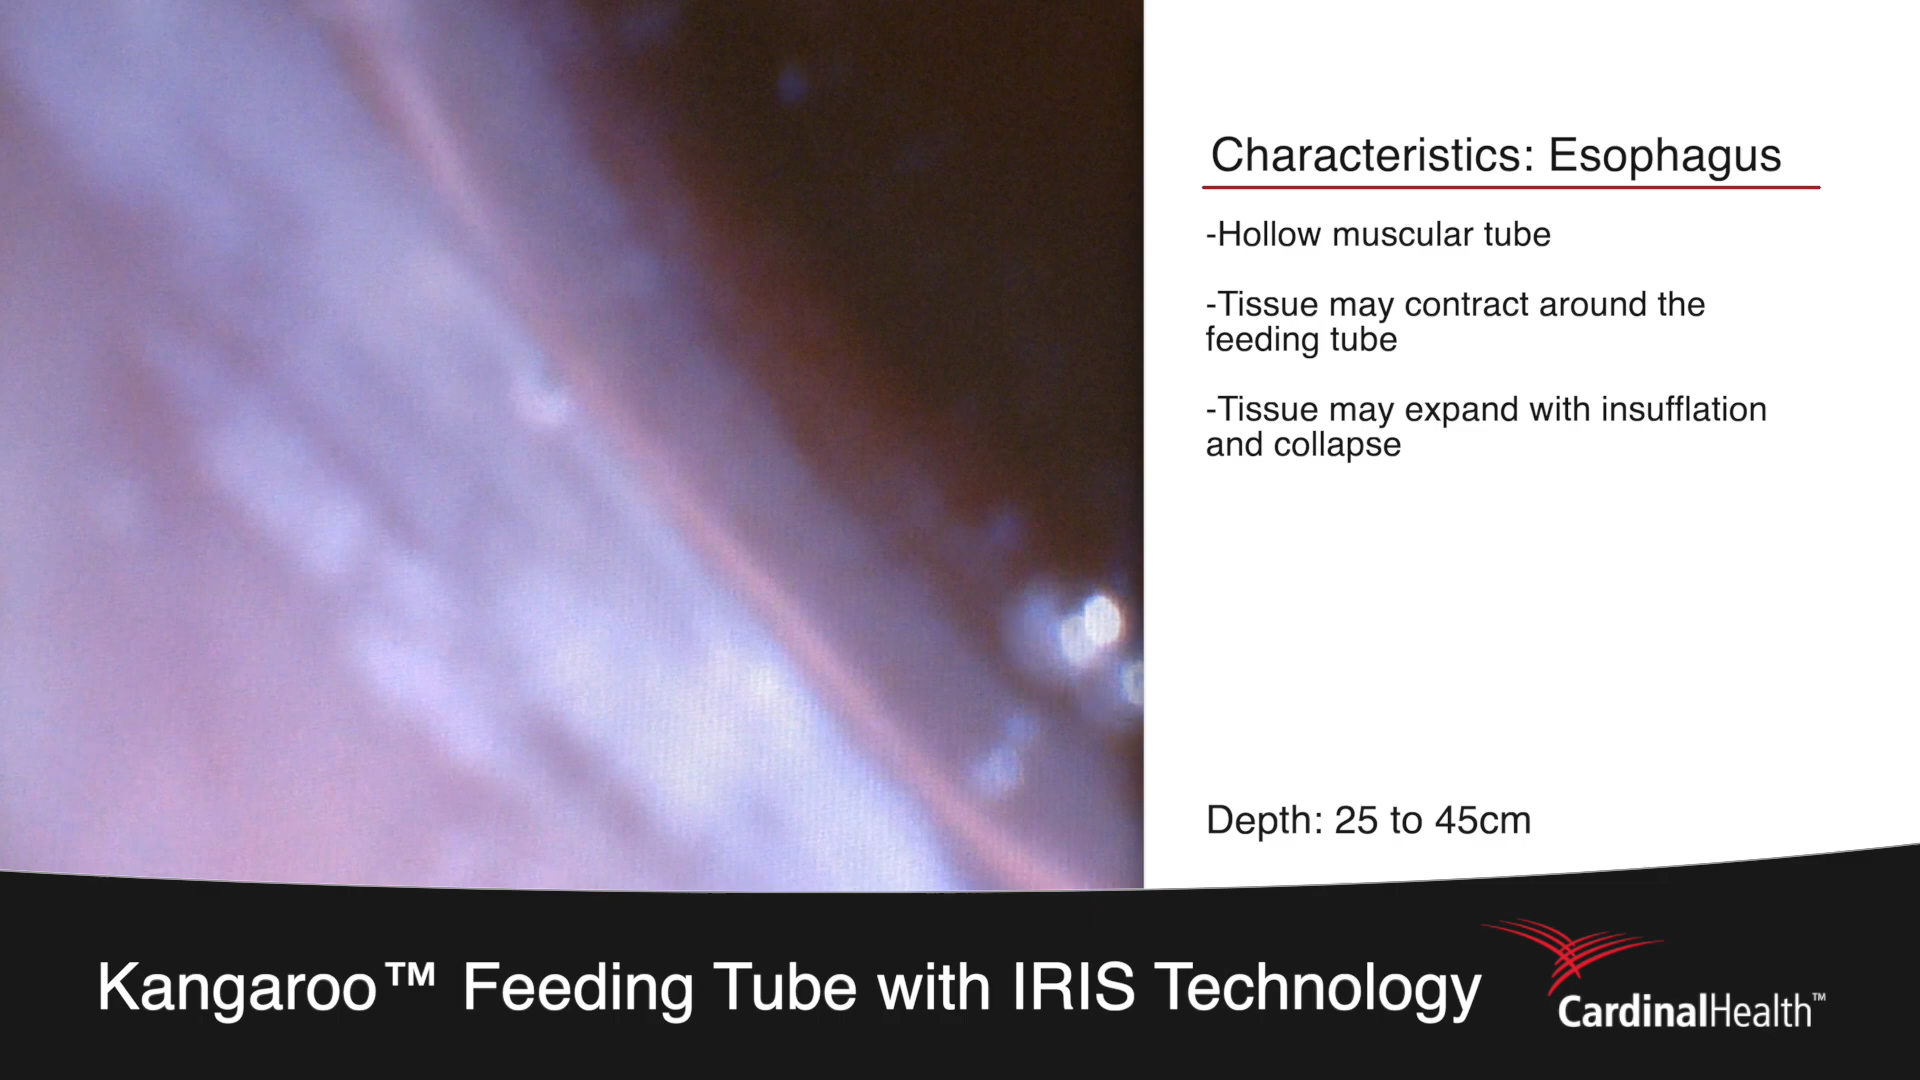 Characteristics: Esophagus
-Hollow muscular tube
-Tissue may contract around the
feeding tube
-Tissue may expand with insufflation
and collapse
Depth: 25 to 45cm
Kangaroo™ Feeding Tube with IRIS Technology
CardinalHealth™